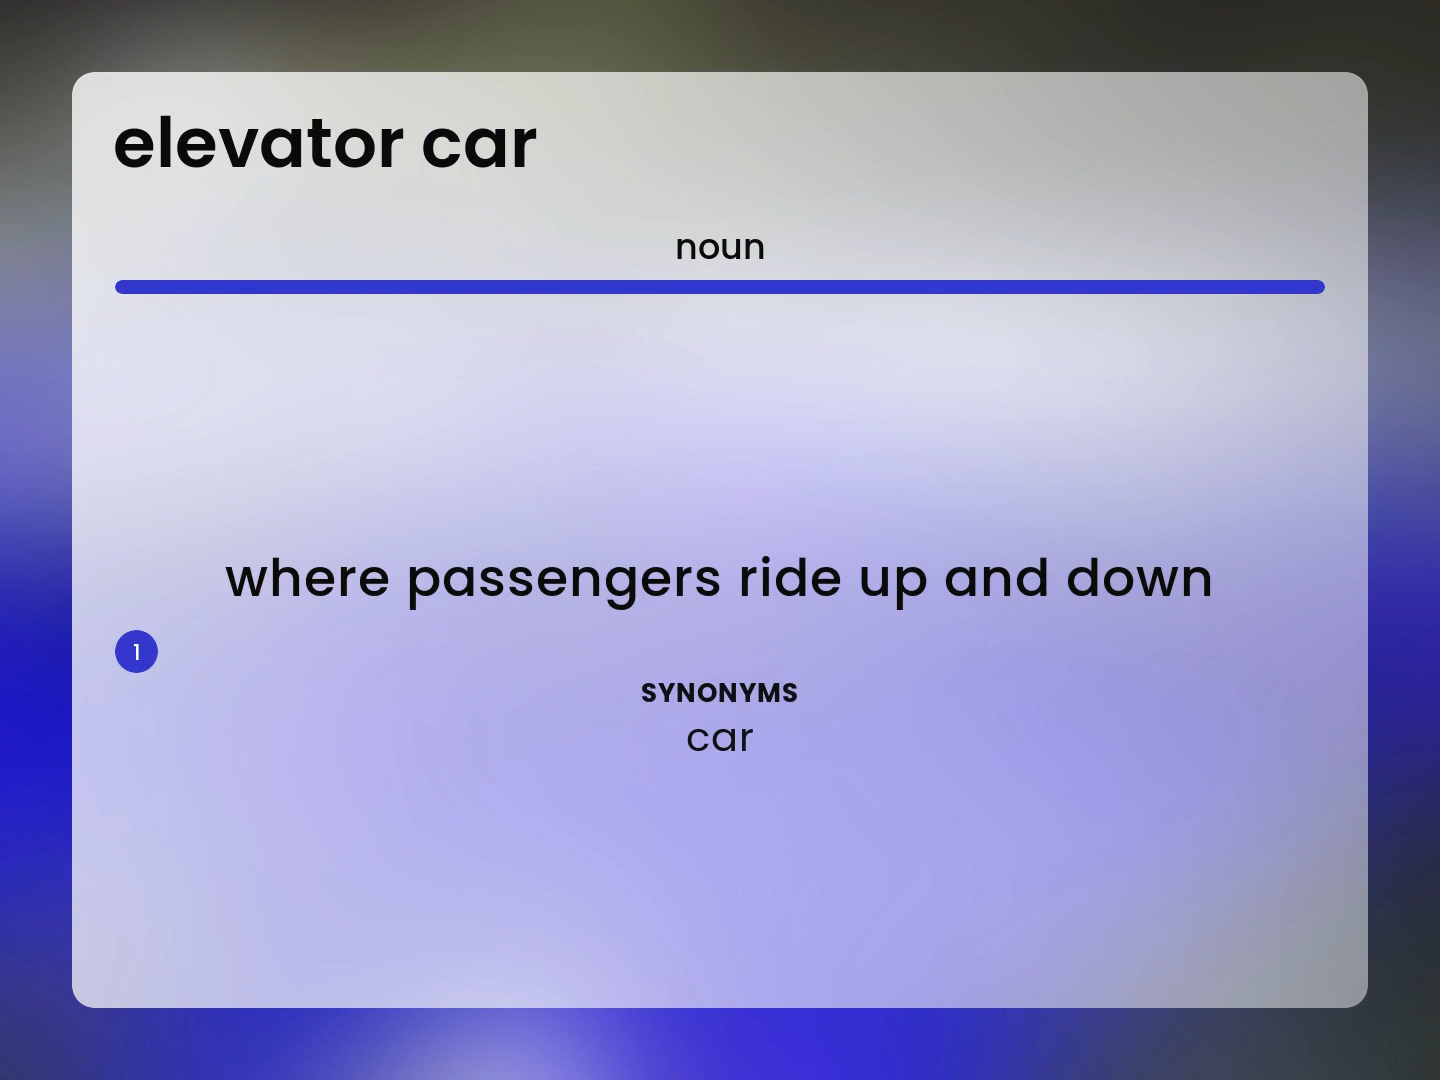 elevator car
noun
where passengers ride up and down
1
SYNONYMS
car